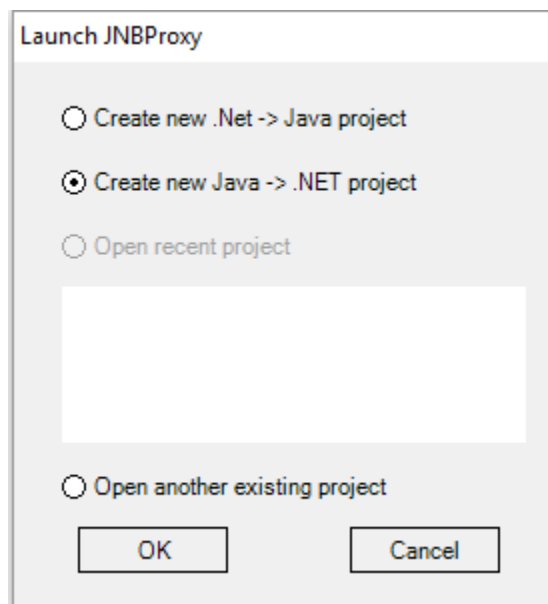 Launch JNBProxy
Create new .Net -> Java project
Create new Java -> .NET project
Open recent project
Open another existing project
OK
Cancel